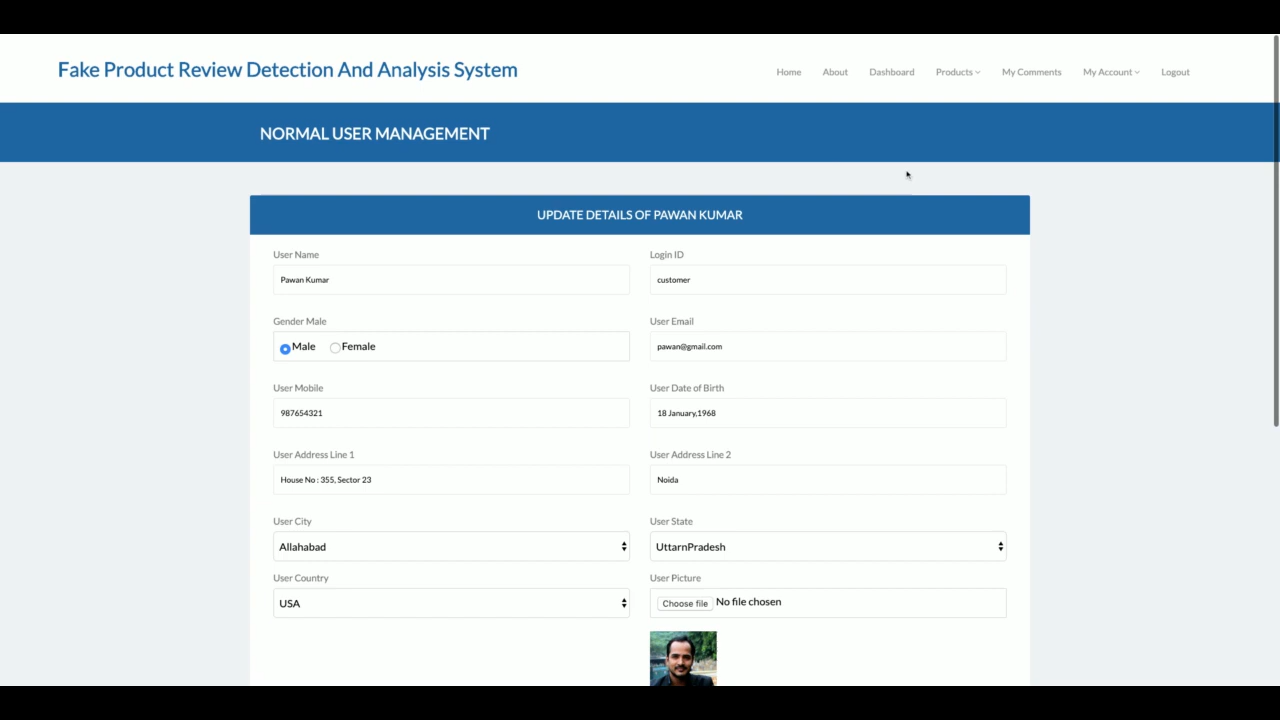 Fake Product Review Detection And Analysis System
Home About Dashboard Products My Comments My Account Logout
NORMAL USER MANAGEMENT
UPDATE DETAILS OF PAWAN KUMAR
User Name Login ID
Pawan Kumar customer
Gender Male User Email
Male Female pawan@gmail.com
User Mobile User Date of Birth
987654321 18 January,1968
User Address Line 1 User Address Line 2
House No : 355, Sector 23 Noida
User City User State
Allahabad UttarnPradesh
User Country User Picture
USA Choose file No file chosen